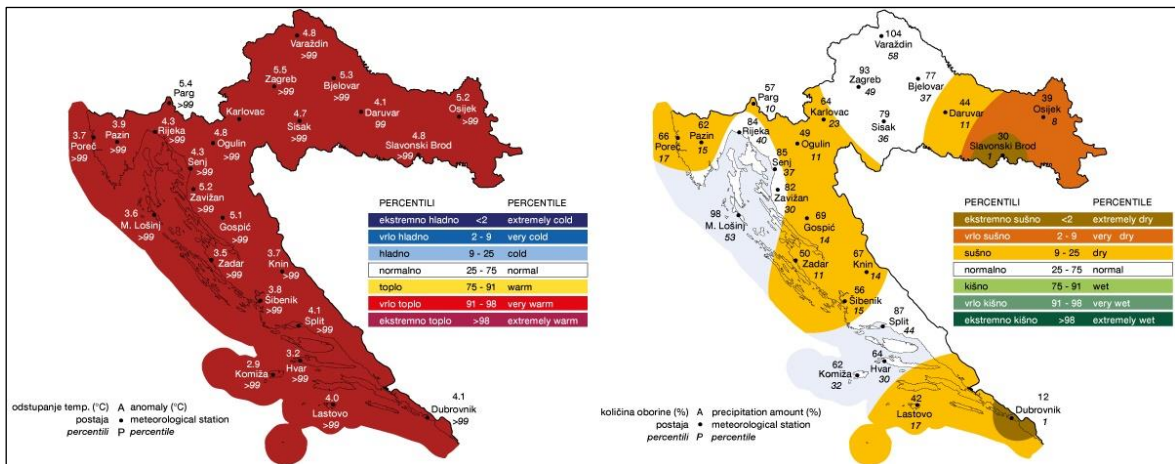 4.8
Varaždin
>99
5.5
Zagreb
>99
5.3
Bjelovar
>99
5.4
Parg
>99
4.1
Daruvar
99
5.2
Osijek
>99
Karlovac
4.7
Sisak
>99
4.8
Slavonski Brod
>99
3.7
Poreč
>99
3.9
Pazin
>99
4.3
Rijeka
>99
4.8
Ogulin
>99
4.3
Senj
>99
5.2
Zavižan
>99
3.6
M. Lošinj
>99
5.1
Gospić
>99
3.5
Zadar
>99
3.7
Knin
>99
3.8
Šibenik
>99
4.1
Split
>99
2.9
Komiža
>99
3.2
Hvar
>99
4.0
Lastovo
>99
4.1
Dubrovnik
>99
PERCENTILI PERCENTILE
ekstremno hladno <2 extremely cold
vrlo hladno 2 - 9 very cold
hladno 9 - 25 cold
normalno 25 - 75 normal
toplo 75 - 91 warm
vrlo toplo 91 - 98 very warm
ekstremno toplo >98 extremely warm
odstupanje temp. (°C) A anomaly (°C)
postaja meteorological station
percentili P percentile
104
Varaždin
58
93
Zagreb
49
77
Bjelovar
37
57
Parg
10
64
Karlovac
23
44
Daruvar
11
39
Osijek
8
79
Sisak
36
30
Slavonski Brod
1
66
Poreč
17
62
Pazin
15
84
Rijeka
40
49
Ogulin
11
85
Senj
37
82
Zavižan
30
98
M. Lošinj
53
69
Gospić
14
50
Zadar
11
67
Knin
14
56
Šibenik
15
87
Split
44
62
Komiža
32
64
Hvar
30
42
Lastovo
17
12
Dubrovnik
1
PERCENTILI PERCENTILE
ekstremno sušno <2 extremely dry
vrlo sušno 2 - 9 very dry
sušno 9 - 25 dry
normalno 25 - 75 normal
kišno 75 - 91 wet
vrlo kišno 91 - 98 very wet
ekstremno kišno >98 extremely wet
količina oborine (%) A precipitation amount (%)
postaja meteorological station
percentili P percentile